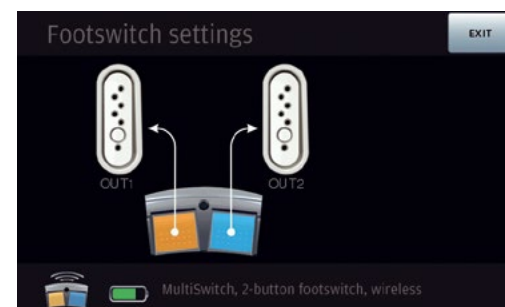 Footswitch settings
EXIT
OUT1
OUT2
MultiSwitch, 2-button footswitch, wireless